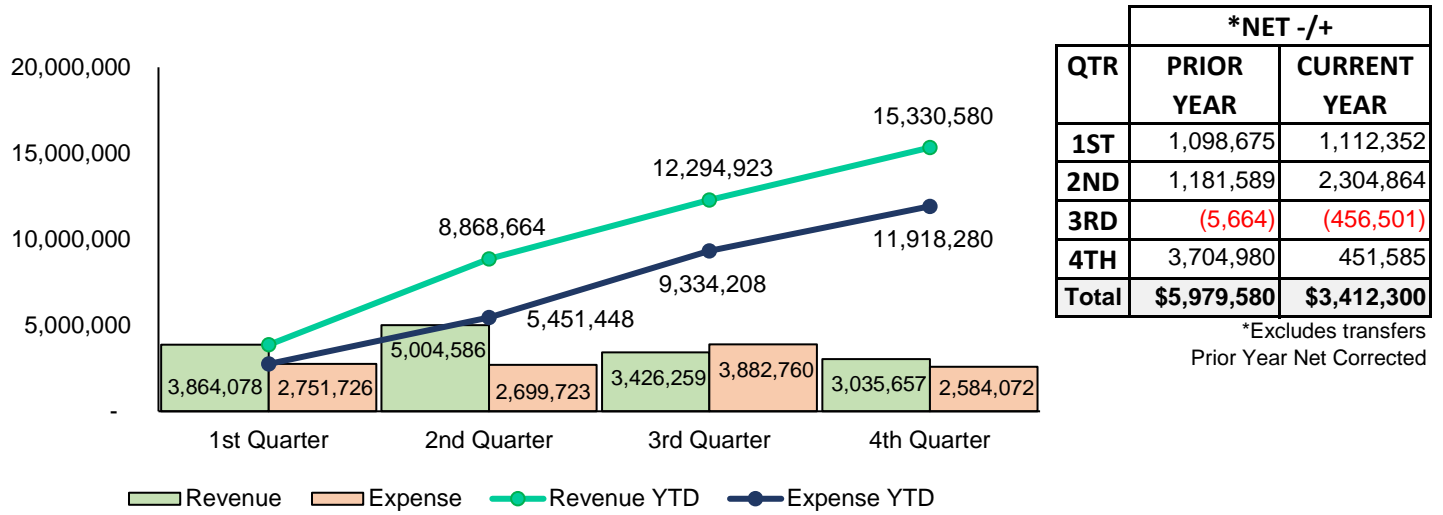 20,000,000
15,000,000
10,000,000
5,000,000
-
15,330,580
12,294,923
8,868,664
11,918,280
9,334,208
5,451,448
3,864,078
2,751,726
5,004,586
2,699,723
3,426,259
3,882,760
3,035,657
2,584,072
1st Quarter 2nd Quarter 3rd Quarter 4th Quarter
Revenue Expense Revenue YTD Expense YTD
*NET -/+
QTR PRIOR CURRENT
YEAR YEAR
1ST 1,098,675 1,112,352
2ND 1,181,589 2,304,864
3RD (5,664) (456,501)
4TH 3,704,980 451,585
Total $5,979,580 $3,412,300
*Excludes transfers
Prior Year Net Corrected